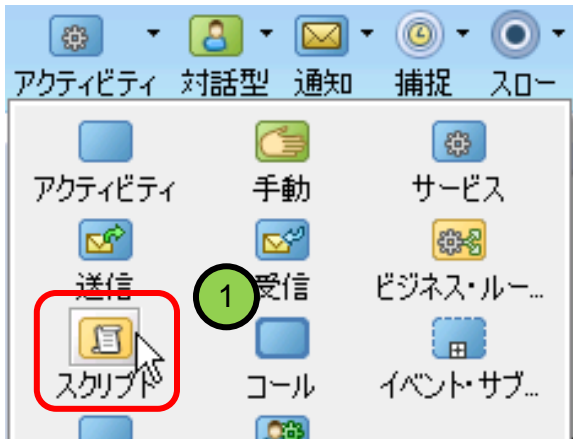 アクティビティ 対話型 通知 捕捉 スロー
アクティビティ 手動 サービス
送信 受信 ビジネス・ルー...
1
スクリプト コール イベント・サブ...